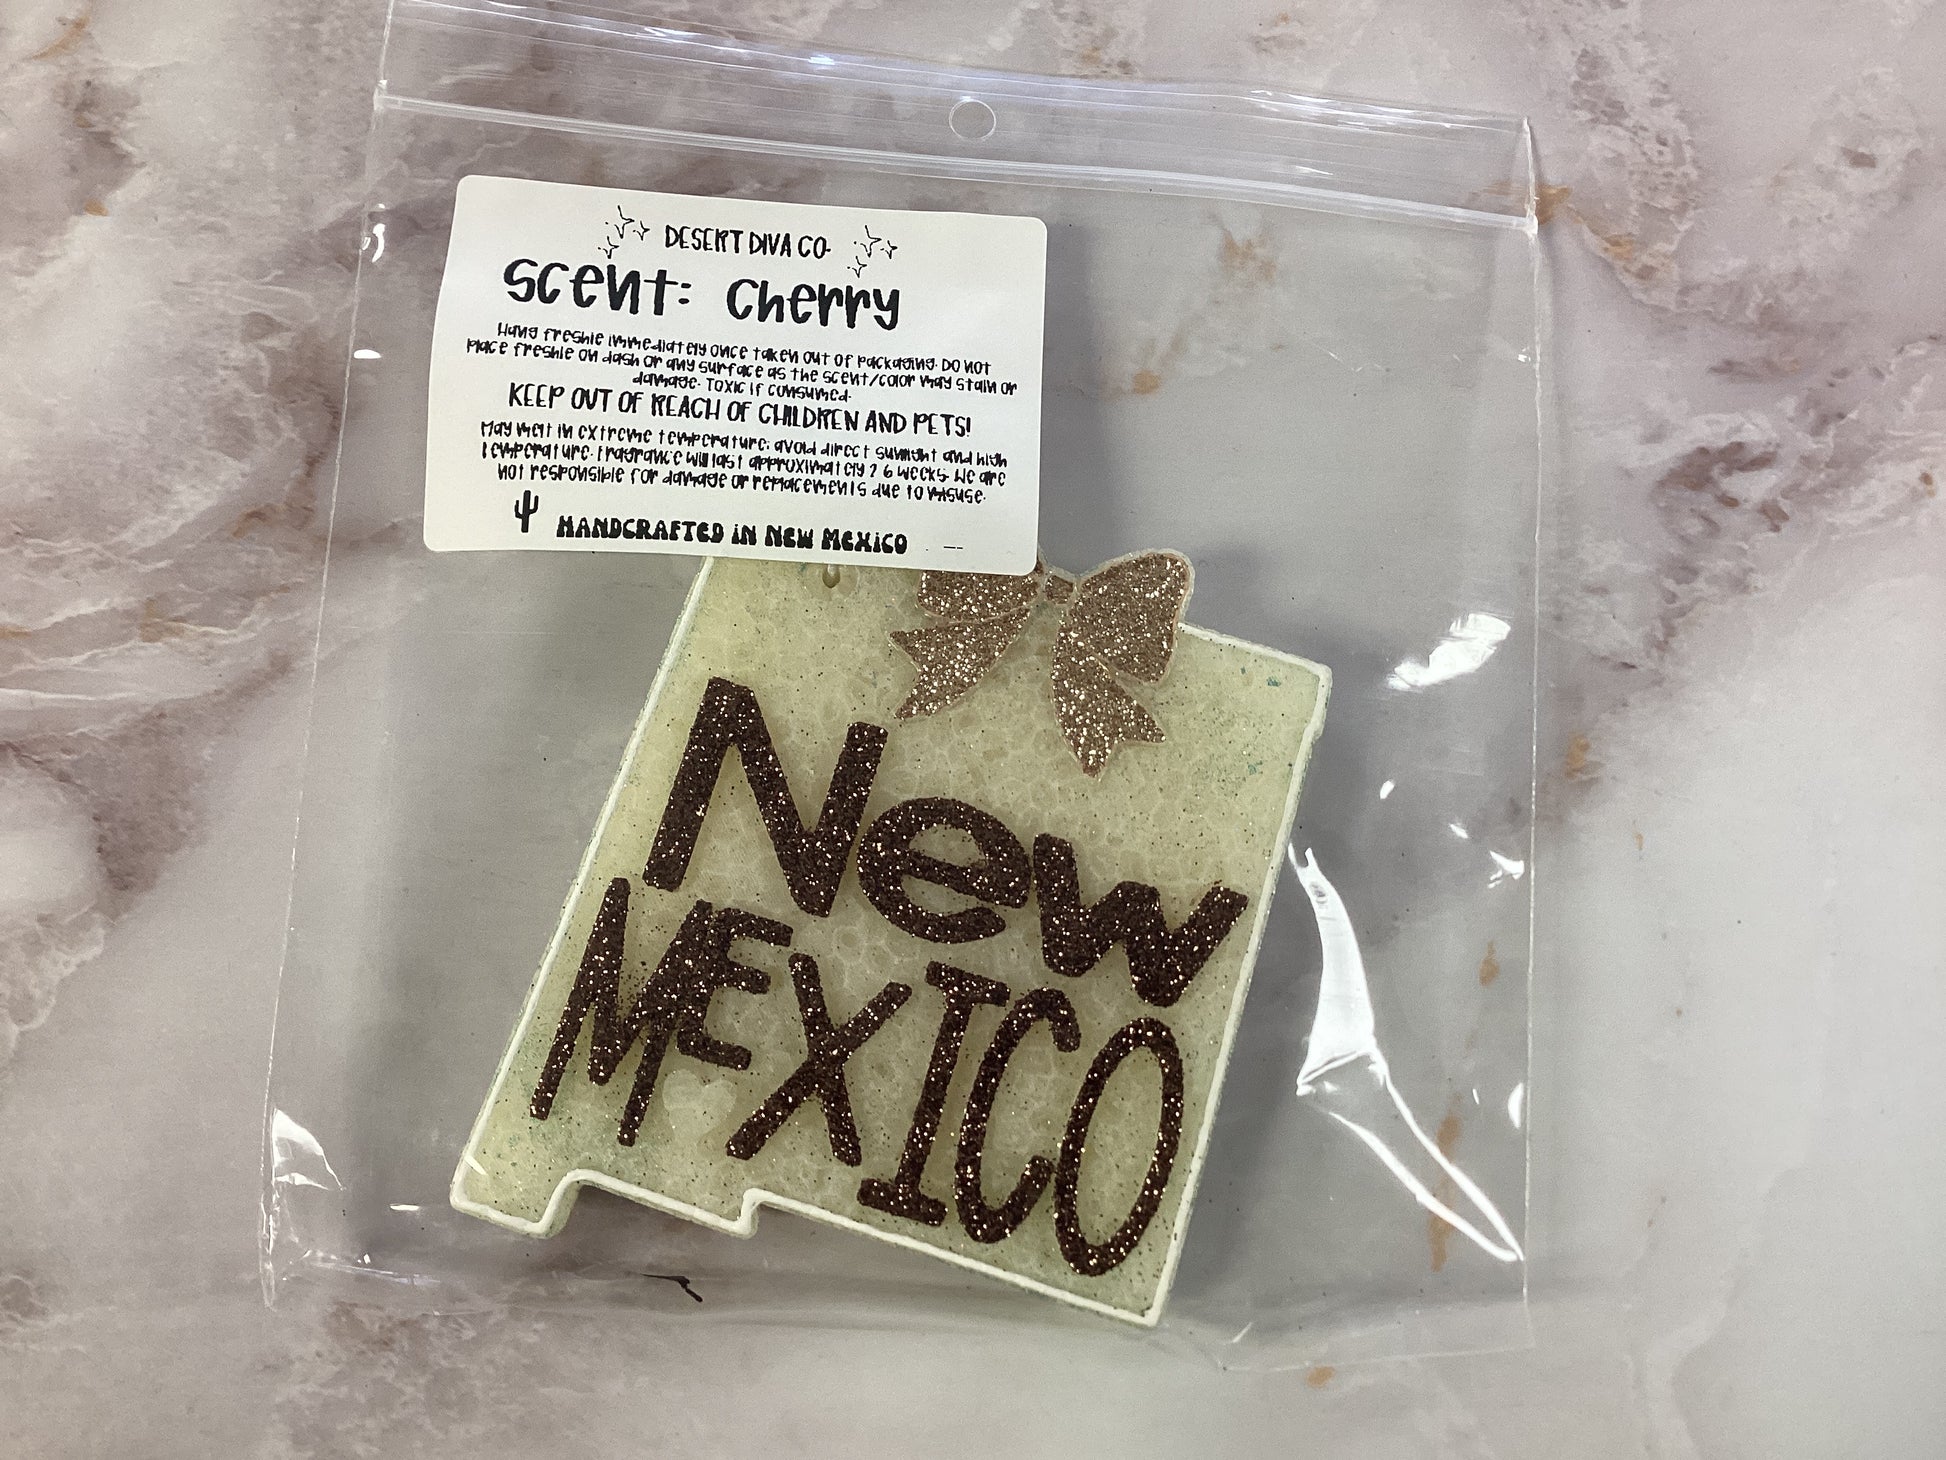 DESERT DIVA CO.
Scent: Cherry
Hang freshie immediately once taken out of packaging. DO NOT
Place freshie on dash or any surface as the scent/color may stain or
damage. Toxic if consumed.
KEEP OUT OF REACH OF CHILDREN AND PETS!
May melt in extreme temperature; avoid direct sunlight and high
temperature. Fragrance will last approximately 2 6 weeks. We are
not responsible for damage or replacements due to misuse.
HANDCRAFTED iN NEW MEXiCO
New
MEXICO